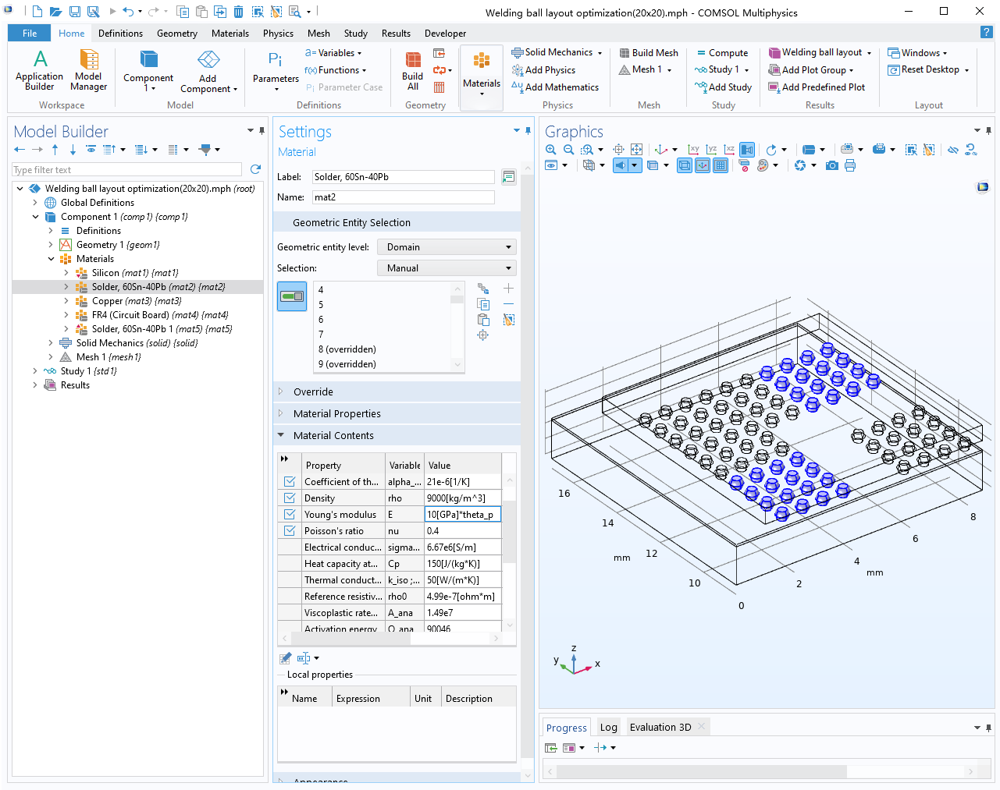 Welding ball layout optimization(20x20).mph - COMSOL Multiphysics
File Home Definitions Geometry Materials Physics Mesh Study Results Developer
Application Builder
Model Manager
Workspace
Component 1
Add Component
Model
Parameters
a= Variables
f(x) Functions
Parameter Case
Definitions
Build All
Geometry
Materials
Solid Mechanics
Add Physics
Add Mathematics
Physics
Build Mesh
Mesh 1
Mesh
Compute
Study 1
Add Study
Study
Welding ball layout
Add Plot Group
Add Predefined Plot
Results
Windows
Reset Desktop
Layout
Model Builder
Type filter text
Welding ball layout optimization(20x20).mph (root)
Global Definitions
Component 1 (comp1) {comp1}
Definitions
Geometry 1 {geom1}
Materials
Silicon (mat1) {mat1}
Solder, 60Sn-40Pb (mat2) {mat2}
Copper (mat3) {mat3}
FR4 (Circuit Board) (mat4) {mat4}
Solder, 60Sn-40Pb 1 (mat5) {mat5}
Solid Mechanics (solid) {solid}
Mesh 1 {mesh1}
Study 1 {std1}
Results
Settings
Material
Label: Solder, 60Sn-40Pb
Name: mat2
Geometric Entity Selection
Geometric entity level: Domain
Selection: Manual
4
5
6
7
8 (overridden)
9 (overridden)
Override
Material Properties
Material Contents
Property Variable Value
Coefficient of th... alpha_... 21e-6[1/K]
Density rho 9000[kg/m^3]
Young's modulus E 10[GPa]*theta_p
Poisson's ratio nu 0.4
Electrical conduc... sigma... 6.67e6[S/m]
Heat capacity at... Cp 150[J/(kg*K)]
Thermal conduct... k_iso ;... 50[W/(m*K)]
Reference resistiv... rho0 4.99e-7[ohm*m]
Viscoplastic rate... A_ana 1.49e7
Activation energy Q_ana 90046
Local properties
Name Expression Unit Description
Appearance
Graphics
xy yz xz
16
14
mm
12
10
0
2
4
mm
6
8
z
y
x
Progress Log Evaluation 3D